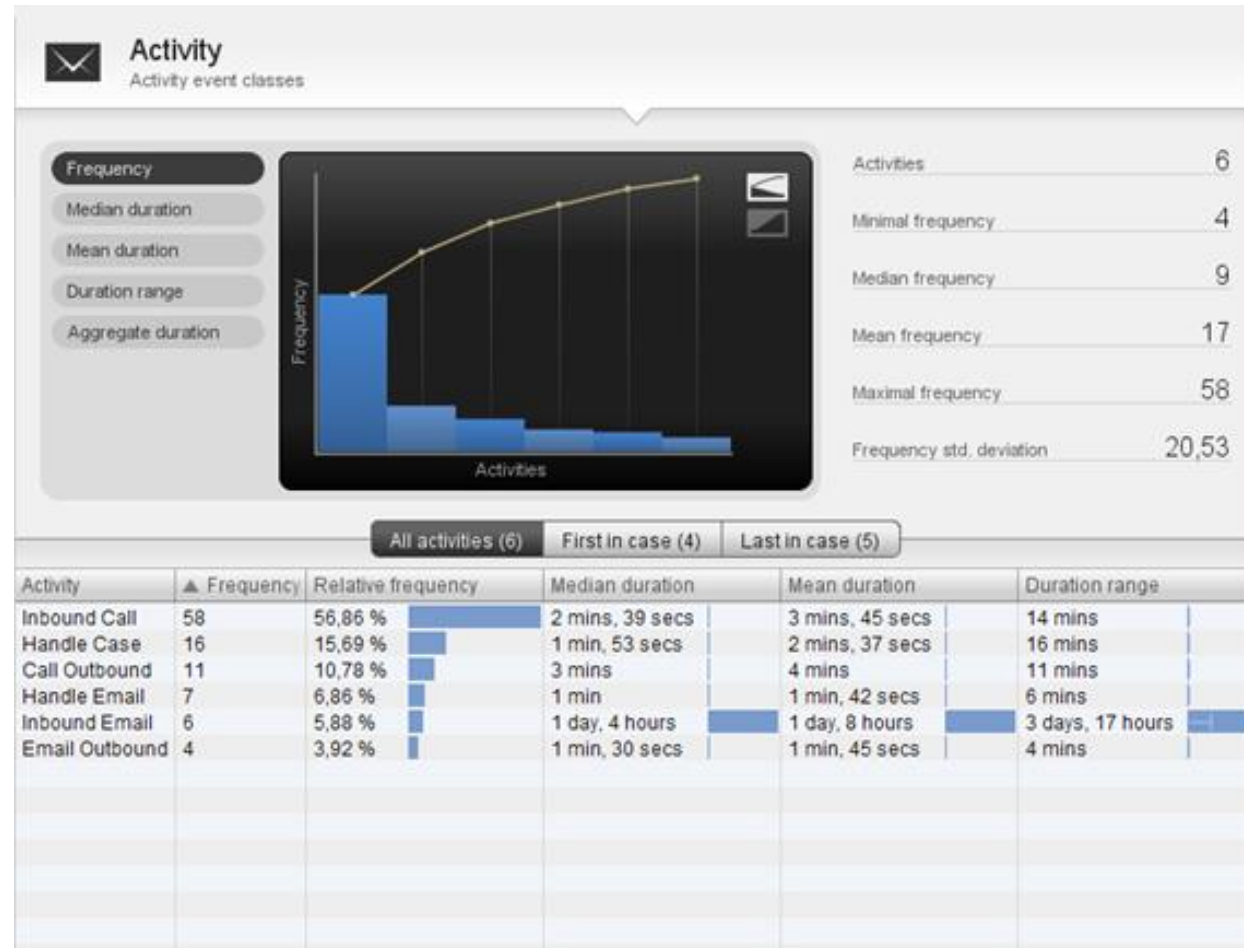 Activity
Activity event classes
Frequency
Median duration
Mean duration
Duration range
Aggregate duration
Frequency
Activities
Activities 6
Minimal frequency 4
Median frequency 9
Mean frequency 17
Maximal frequency 58
Frequency std. deviation 20,53
All activities (6) First in case (4) Last in case (5)
Activity ▲ Frequency Relative frequency Median duration Mean duration Duration range
Inbound Call 58 56,86 % 2 mins, 39 secs 3 mins, 45 secs 14 mins
Handle Case 16 15,69 % 1 min, 53 secs 2 mins, 37 secs 16 mins
Call Outbound 11 10,78 % 3 mins 4 mins 11 mins
Handle Email 7 6,86 % 1 min 1 min, 42 secs 6 mins
Inbound Email 6 5,88 % 1 day, 4 hours 1 day, 8 hours 3 days, 17 hours
Email Outbound 4 3,92 % 1 min, 30 secs 1 min, 45 secs 4 mins